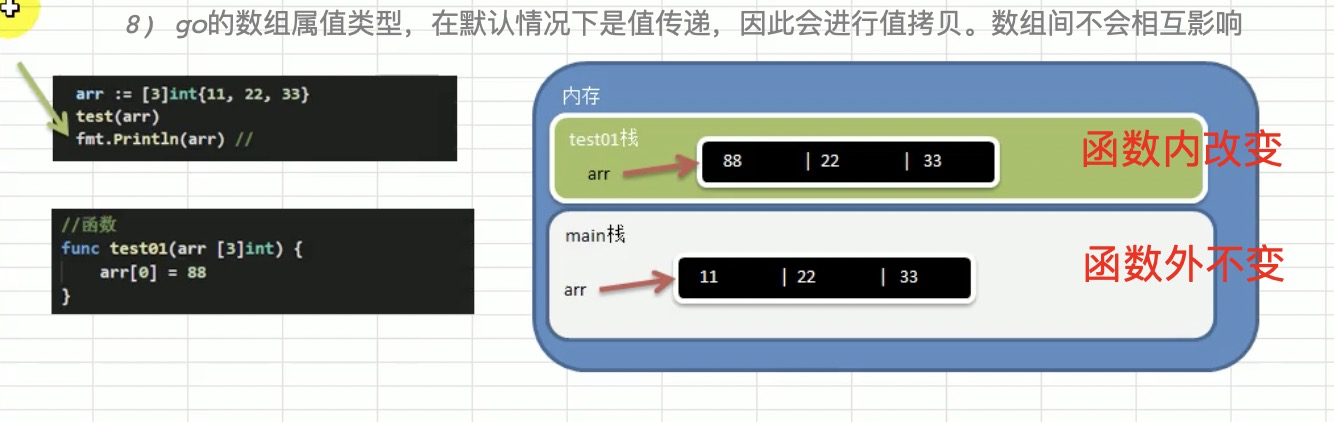 8） go的数组属值类型，在默认情况下是值传递，因此会进行值拷贝。数组间不会相互影响
arr := [3]int{11, 22, 33}
test(arr)
fmt.Println(arr) //
//函数
func test01(arr [3]int) {
arr[0] = 88
}
内存
test01栈
arr
88 | 22 | 33
函数内改变
main栈
arr
11 | 22 | 33
函数外不变